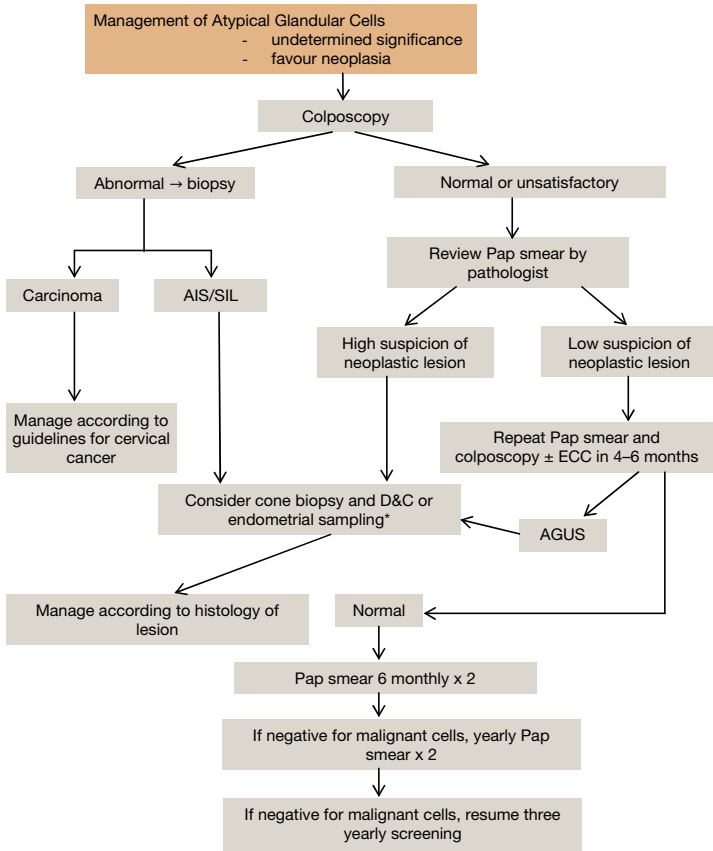 Management of Atypical Glandular Cells
- undetermined significance
- favour neoplasia
Colposcopy
Abnormal → biopsy
Normal or unsatisfactory
Review Pap smear by
pathologist
Carcinoma
AIS/SIL
High suspicion of
neoplastic lesion
Low suspicion of
neoplastic lesion
Manage according to
guidelines for cervical
cancer
Repeat Pap smear and
colposcopy ± ECC in 4–6 months
Consider cone biopsy and D&C or
endometrial sampling*
AGUS
Manage according to histology of
lesion
Normal
Pap smear 6 monthly x 2
If negative for malignant cells, yearly Pap
smear x 2
If negative for malignant cells, resume three
yearly screening